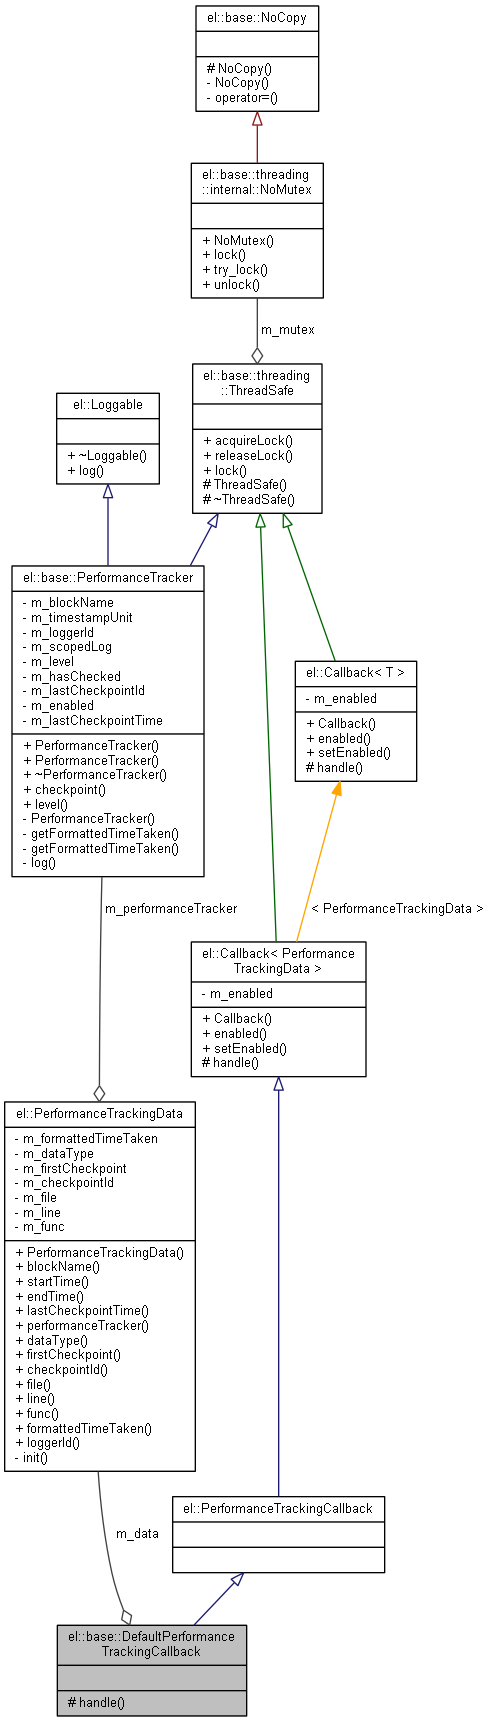 el::base::NoCopy
# NoCopy()
- NoCopy()
- operator=()
el::base::threading
::internal::NoMutex
+ NoMutex()
+ lock()
+ try_lock()
+ unlock()
m_mutex
el::base::threading
::ThreadSafe
+ acquireLock()
+ releaseLock()
+ lock()
# ThreadSafe()
# ~ThreadSafe()
el::Loggable
+ ~Loggable()
+ log()
el::base::PerformanceTracker
- m_blockName
- m_timestampUnit
- m_loggerId
- m_scopedLog
- m_level
- m_hasChecked
- m_lastCheckpointId
- m_enabled
- m_lastCheckpointTime
+ PerformanceTracker()
+ PerformanceTracker()
+ ~PerformanceTracker()
+ checkpoint()
+ level()
- PerformanceTracker()
- getFormattedTimeTaken()
- getFormattedTimeTaken()
- log()
el::Callback< T >
- m_enabled
+ Callback()
+ enabled()
+ setEnabled()
# handle()
m_performanceTracker
< PerformanceTrackingData >
el::Callback< Performance
TrackingData >
- m_enabled
+ Callback()
+ enabled()
+ setEnabled()
# handle()
el::PerformanceTrackingData
- m_formattedTimeTaken
- m_dataType
- m_firstCheckpoint
- m_checkpointId
- m_file
- m_line
- m_func
+ PerformanceTrackingData()
+ blockName()
+ startTime()
+ endTime()
+ lastCheckpointTime()
+ performanceTracker()
+ dataType()
+ firstCheckpoint()
+ checkpointId()
+ file()
+ line()
+ func()
+ formattedTimeTaken()
+ loggerId()
- init()
el::PerformanceTrackingCallback
m_data
el::base::DefaultPerformance
TrackingCallback
# handle()